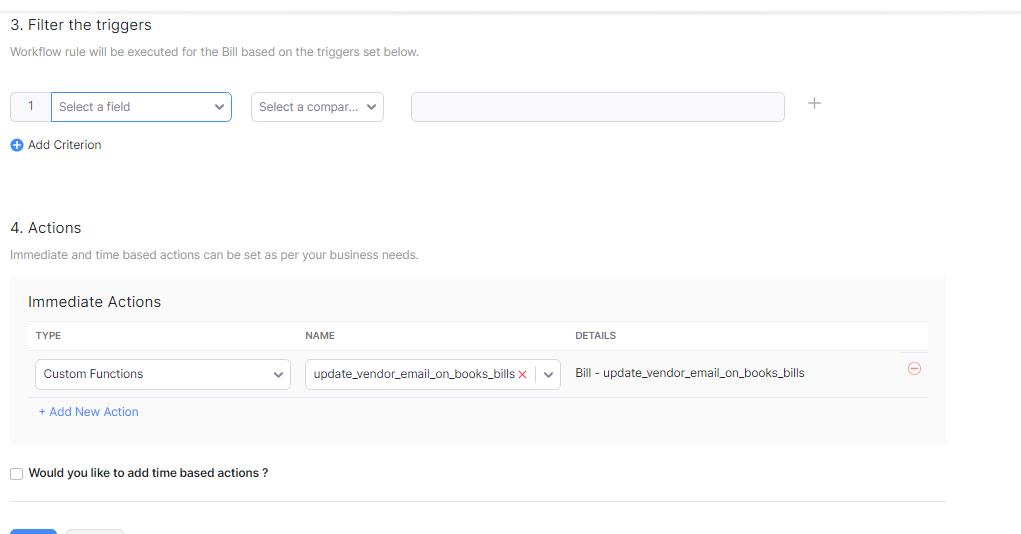 3. Filter the triggers
Workflow rule will be executed for the Bill based on the triggers set below.
1 Select a field Select a compar...
Add Criterion
4. Actions
Immediate and time based actions can be set as per your business needs.
Immediate Actions
TYPE NAME DETAILS
Custom Functions update_vendor_email_on_books_bills Bill - update_vendor_email_on_books_bills
+ Add New Action
Would you like to add time based actions ?